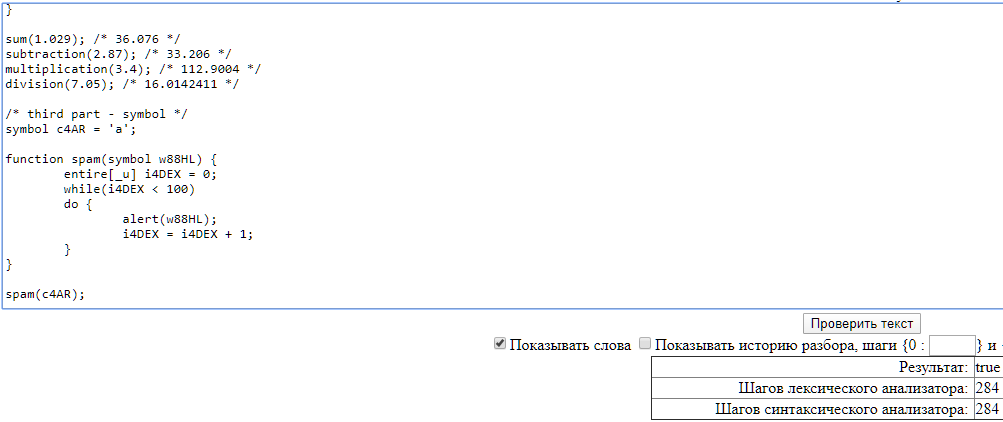 }
sum(1.029); /* 36.076 */
subtraction(2.87); /* 33.206 */
multiplication(3.4); /* 112.9004 */
division(7.05); /* 16.0142411 */
/* third part - symbol */
symbol c4AR = 'a';
function spam(symbol w88HL) {
entire[_u] i4DEX = 0;
while(i4DEX < 100)
do {
alert(w88HL);
i4DEX = i4DEX + 1;
}
}
spam(c4AR);
Проверить текст
Показывать слова Показывать историю разбора, шаги {0 : } и
Результат: true
Шагов лексического анализатора: 284
Шагов синтаксического анализатора: 284